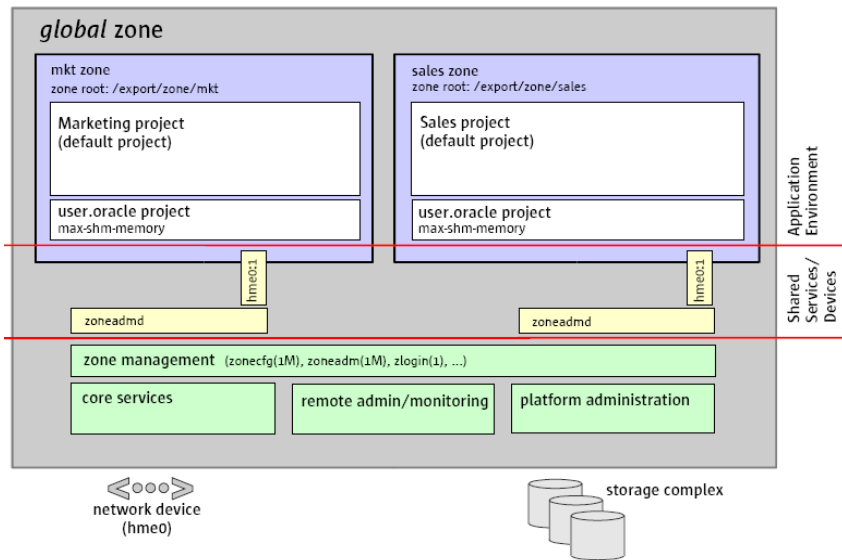 global zone
mkt zone
zone root: /export/zone/mkt
Marketing project
(default project)
user.oracle project
max-shm-memory
sales zone
zone root: /export/zone/sales
Sales project
(default project)
user.oracle project
max-shm-memory
Application
Environment
hme0:1
hme0:1
Shared
Services/
Devices
zoneadmd
zoneadmd
zone management (zonecfg(1M), zoneadm(1M), zlogin(1), ...)
core services
remote admin/monitoring
platform administration
network device
(hme0)
storage complex